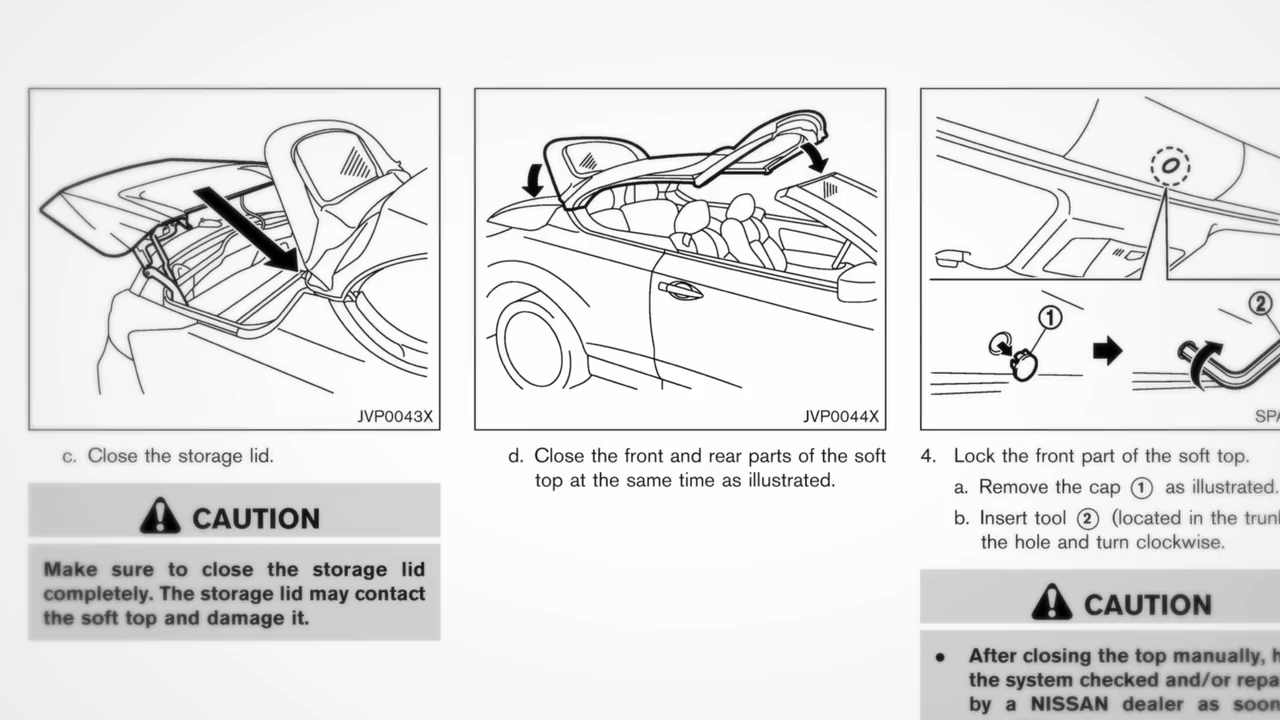 JVP0043X
c. Close the storage lid.
CAUTION
Make sure to close the storage lid
completely. The storage lid may contact
the soft top and damage it.
JVP0044X
d. Close the front and rear parts of the soft
top at the same time as illustrated.
1
2
4. Lock the front part of the soft top.
a. Remove the cap ① as illustrated.
b. Insert tool ② (located in the
the hole and turn clockwise.
CAUTION
● After closing the top manually,
the system checked and/or
by a NISSAN dealer as soon